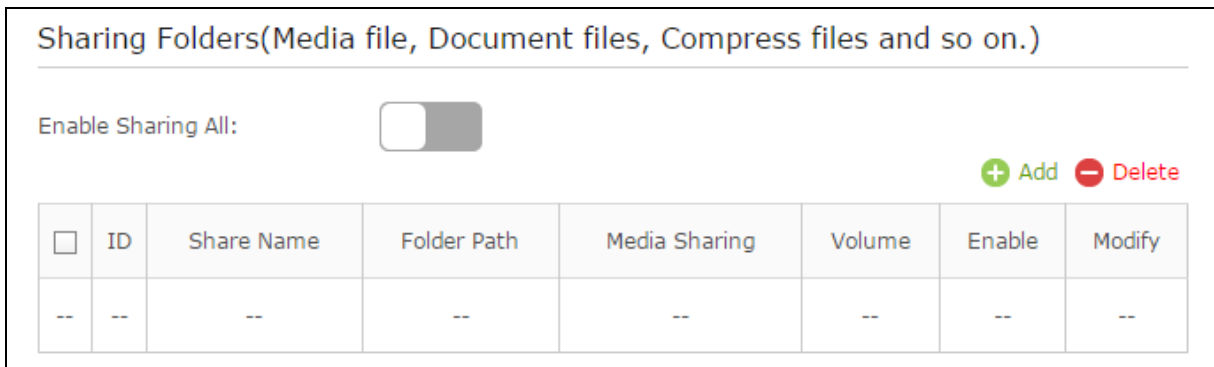 Sharing Folders(Media file, Document files, Compress files and so on.)
Enable Sharing All:
Add Delete
ID Share Name Folder Path Media Sharing Volume Enable Modify
-- -- -- -- -- -- -- --